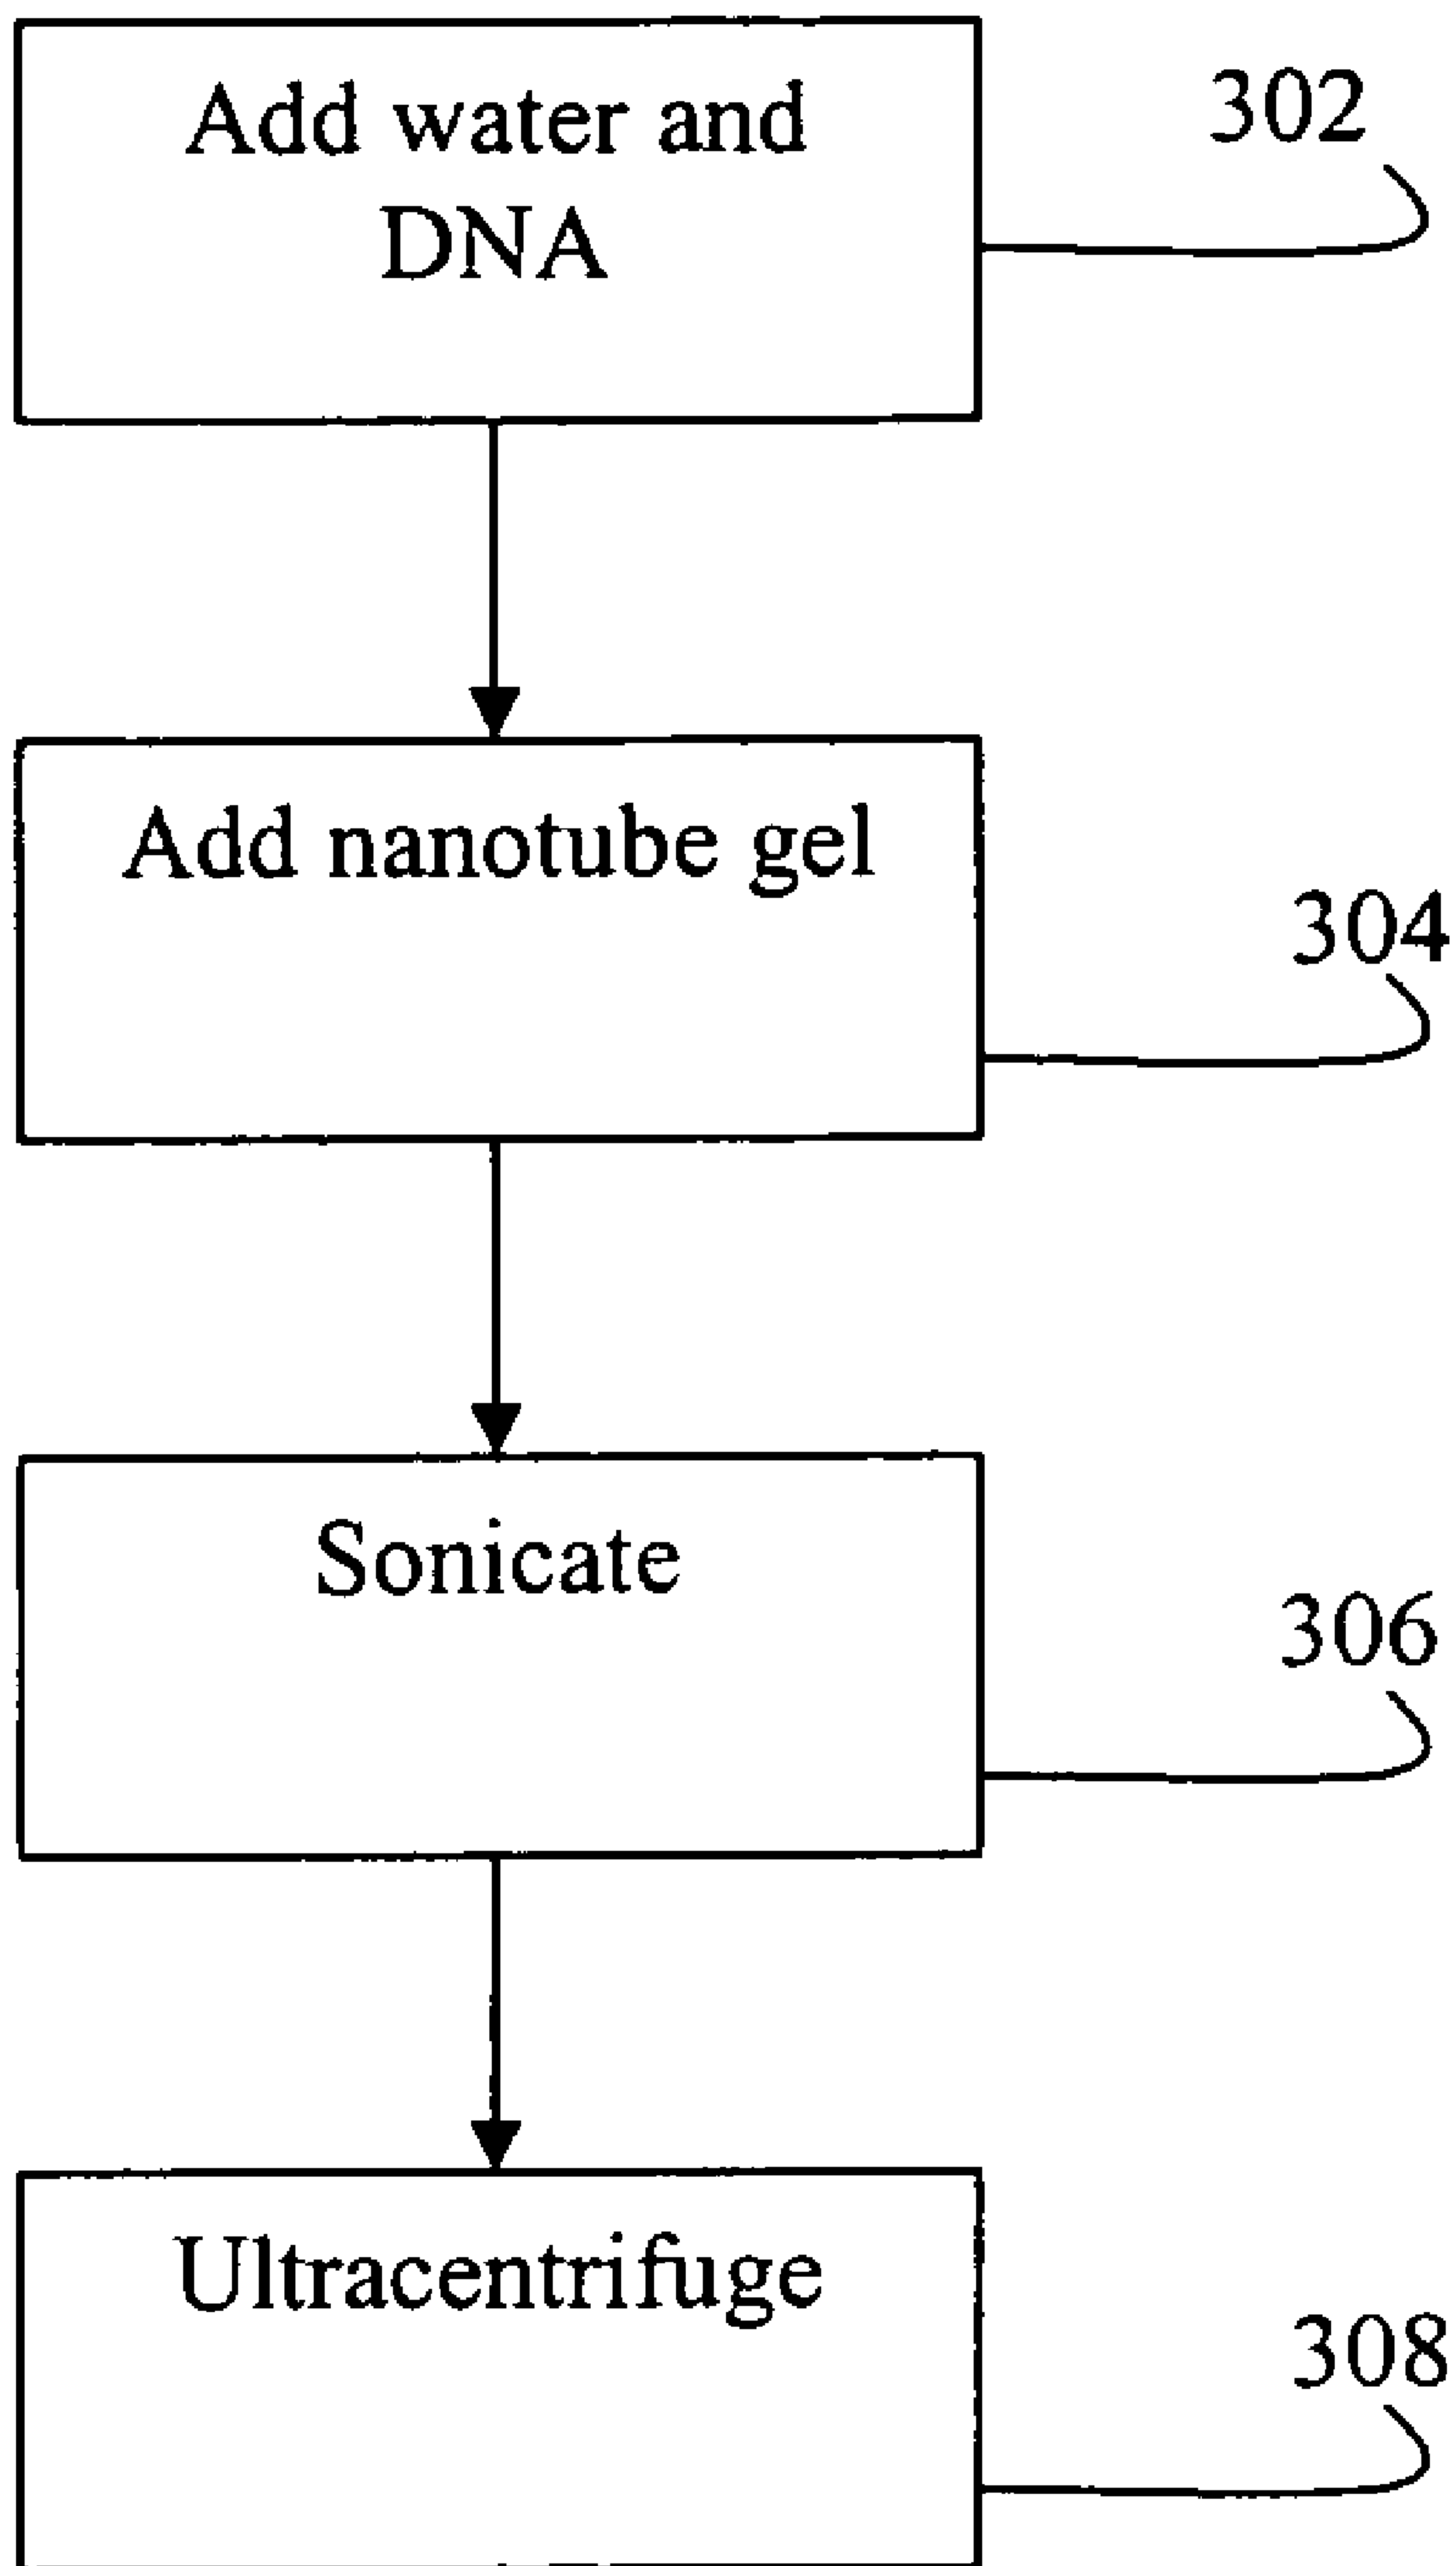 Add water and
DNA
302
Add nanotube gel
304
Sonicate
306
Ultracentrifuge
308